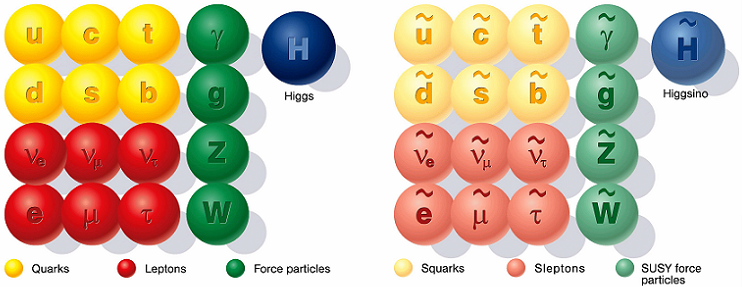 u c t γ
H
Higgs
d s b g
νe νμ ντ Z
e μ τ W
Quarks Leptons Force particles
ũ c̃ t̃ γ̃
H̃
Higgsino
d̃ s̃ b̃ g̃
ν̃e ν̃μ ν̃τ Z̃
ẽ μ̃ τ̃ W̃
Squarks Sleptons SUSY force
particles